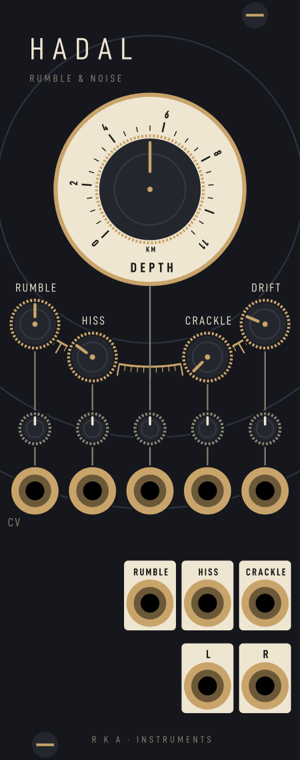 HADAL
RUMBLE & NOISE
0 2 4 6 8 11
KM
DEPTH
RUMBLE DRIFT
HISS CRACKLE
CV
RUMBLE HISS CRACKLE
L R
R K A · INSTRUMENTS